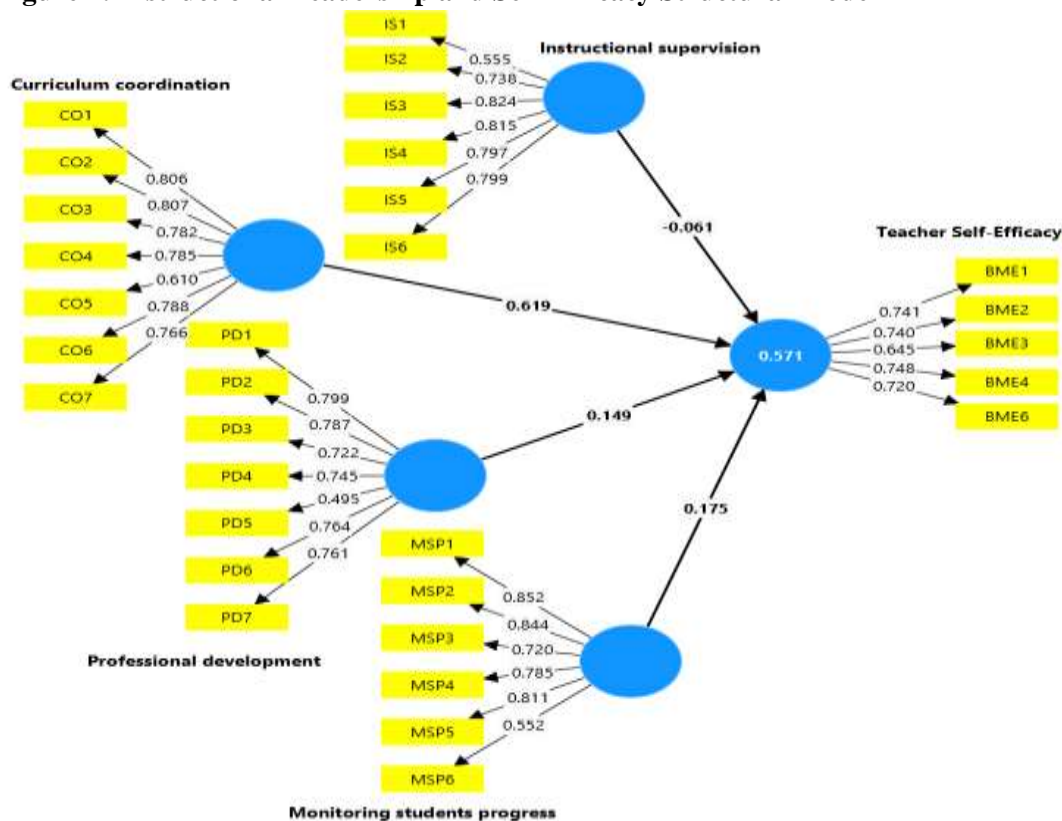 Instructional supervision
IS1
IS2
IS3
IS4
IS5
IS6
0.555
0.738
0.824
0.815
0.797
0.799
Curriculum coordination
CO1
CO2
CO3
CO4
CO5
CO6
CO7
0.806
0.807
0.782
0.785
0.610
0.788
0.766
-0.061
0.619
0.149
0.175
Teacher Self-Efficacy
0.571
BME1
BME2
BME3
BME4
BME6
0.741
0.740
0.645
0.748
0.720
PD1
PD2
PD3
PD4
PD5
PD6
PD7
0.799
0.787
0.722
0.745
0.495
0.764
0.761
Professional development
MSP1
MSP2
MSP3
MSP4
MSP5
MSP6
0.852
0.844
0.720
0.785
0.811
0.552
Monitoring students progress